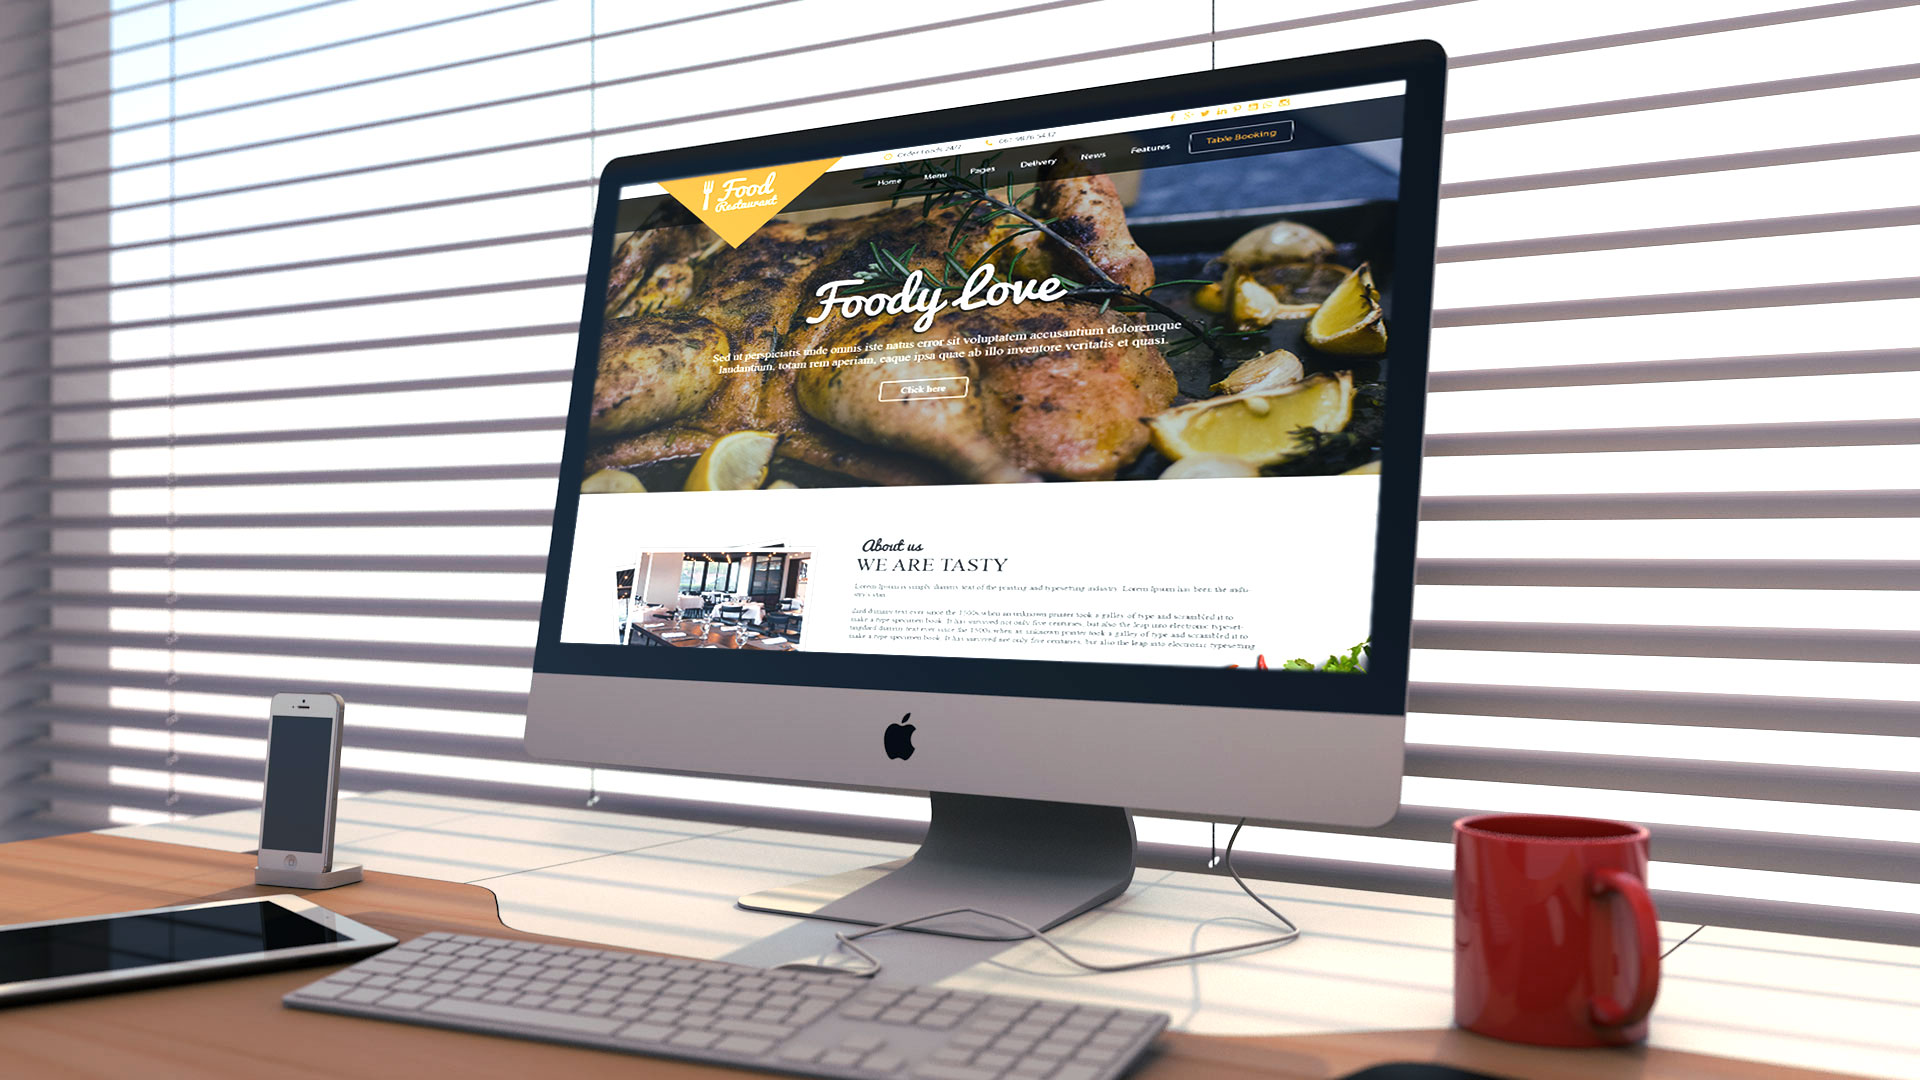 Order Foods 24/7
061 9876 5432
Food
Restaurant
Home Menu Pages Delivery News Features Table Booking
Foody Love
Sed ut perspiciatis unde omnis iste natus error sit voluptatem accusantium doloremque
laudantium, totam rem aperiam, eaque ipsa quae ab illo inventore veritatis et quasi.
Click here
About us
WE ARE TASTY
Lorem Ipsum is simply dummy text of the printing and typesetting industry. Lorem Ipsum has been the indu-
dard dummy text ever since the 1500s when an unknown printer took a galley of type and scrambled it to
make a type specimen book. It has survived not only five centuries, but also the leap into electronic typeset-
dard dummy text ever since the 1500s when an unknown printer took a galley of type and scrambled it to
make a type specimen book. It has survived not only five centuries, but also the leap into electronic typesetting